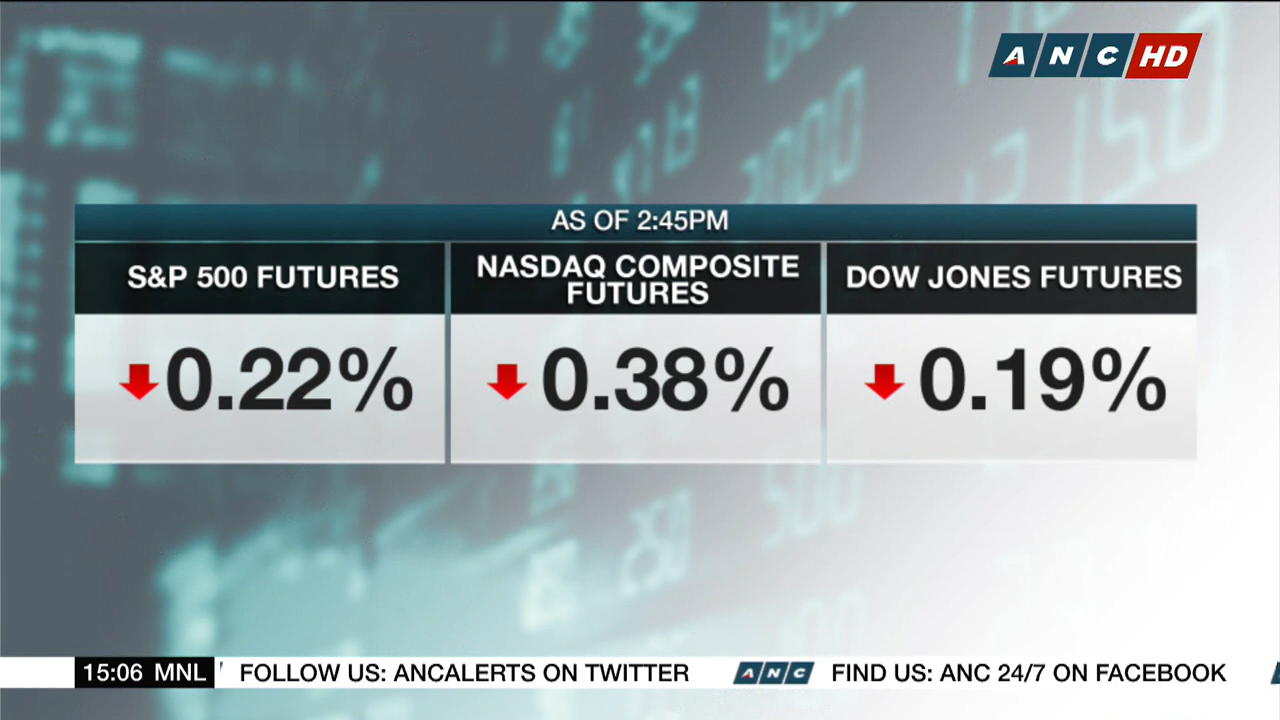 ANC HD
AS OF 2:45PM
S&P 500 FUTURES
NASDAQ COMPOSITE
FUTURES
DOW JONES FUTURES
0.22%
0.38%
0.19%
15:06 MNL
FOLLOW US: ANCALERTS ON TWITTER
ANC
FIND US: ANC 24/7 ON FACEBOOK